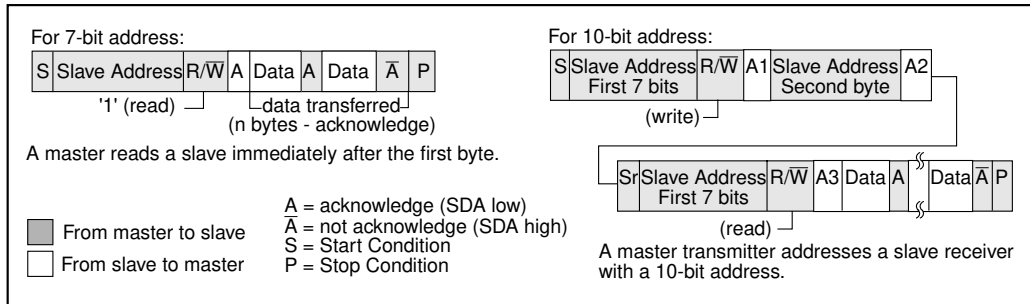 For 7-bit address:
S Slave Address R/W̅ A Data A Data A̅ P
'1' (read)
data transferred
(n bytes - acknowledge)
A master reads a slave immediately after the first byte.
From master to slave
From slave to master
A = acknowledge (SDA low)
A̅ = not acknowledge (SDA high)
S = Start Condition
P = Stop Condition
For 10-bit address:
S Slave Address First 7 bits R/W̅ A1 Slave Address Second byte A2
(write)
Sr Slave Address First 7 bits R/W̅ A3 Data A Data A̅ P
(read)
A master transmitter addresses a slave receiver
with a 10-bit address.